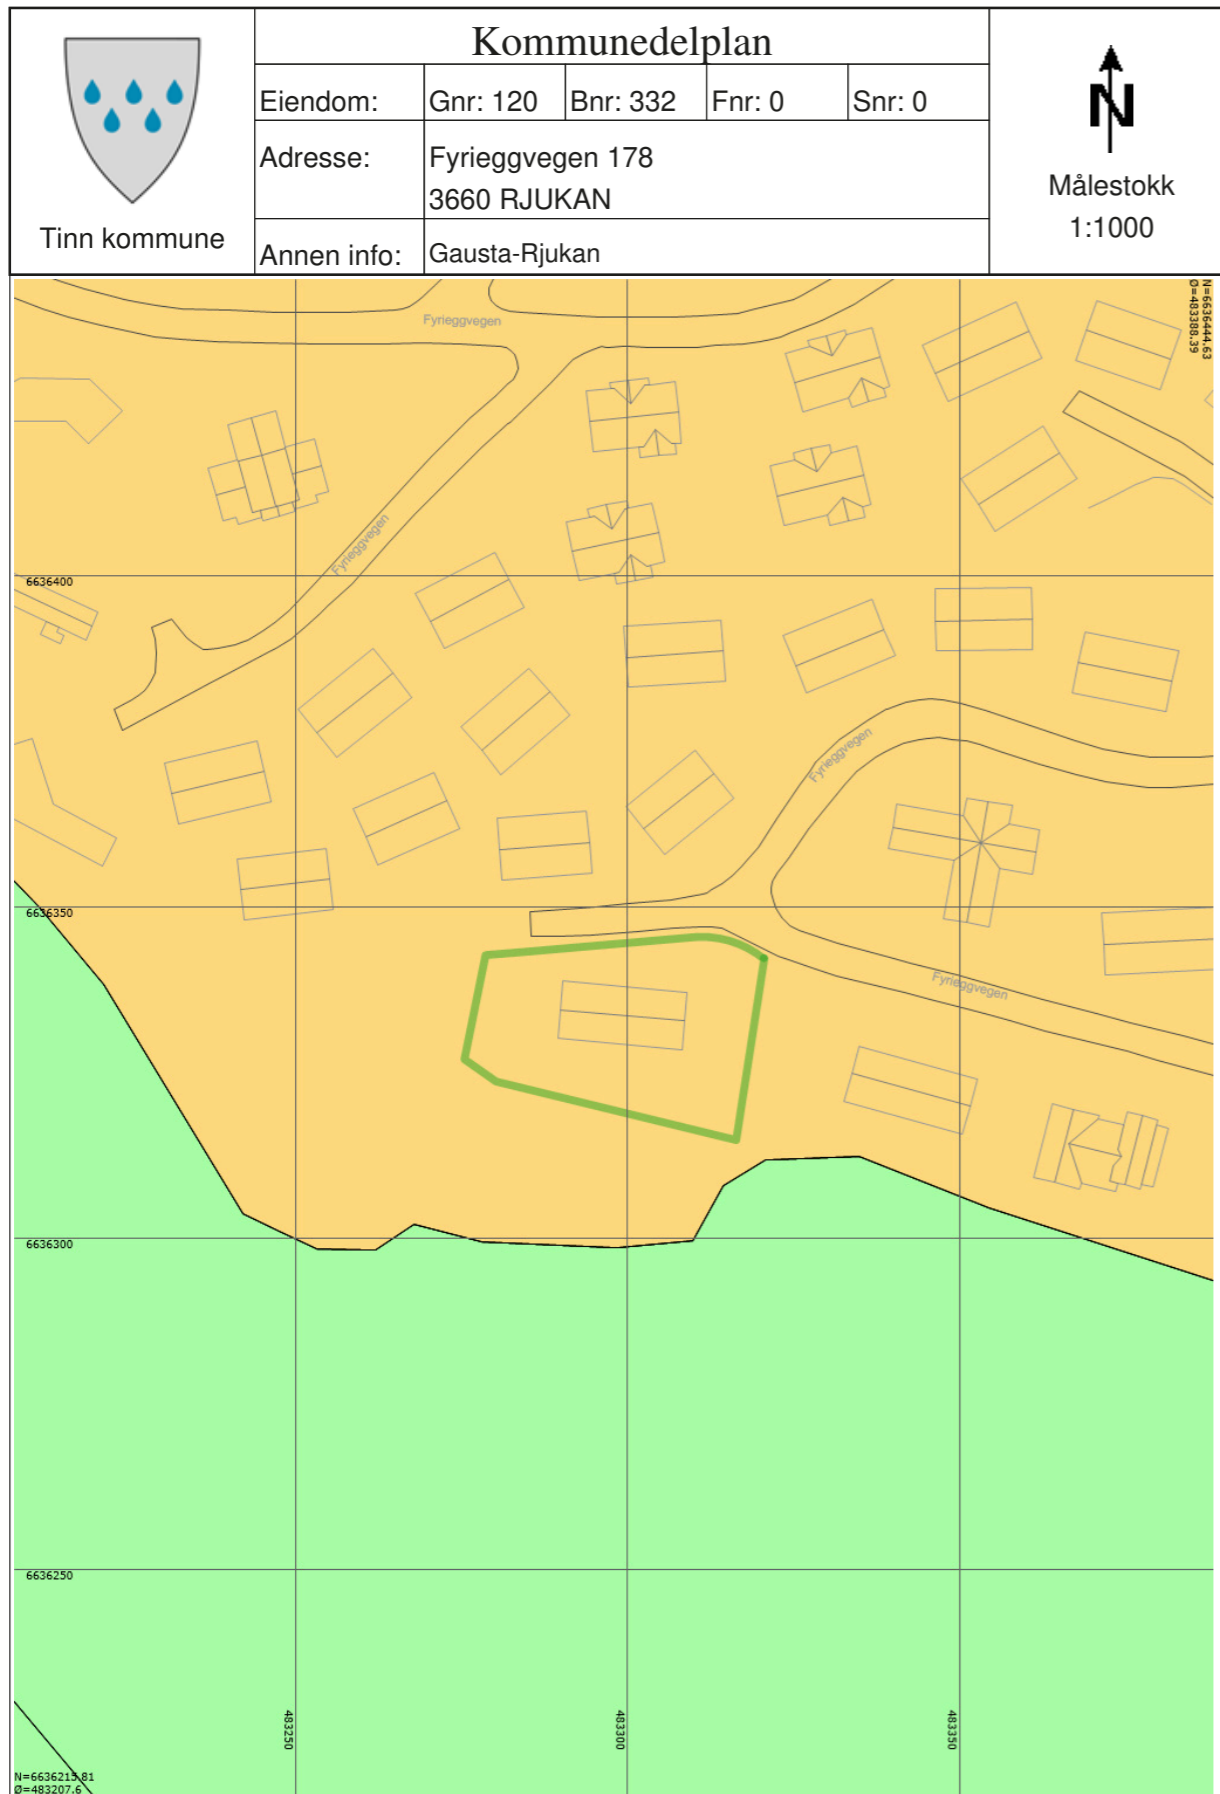 Kommunedelplan
Eiendom: Gnr: 120 Bnr: 332 Fnr: 0 Snr: 0
Adresse: Fyrieggvegen 178
3660 RJUKAN
Annen info: Gausta-Rjukan
Tinn kommune
N
Målestokk
1:1000
N=6636444.63
Ø=483388.39
Fyrieggvegen
Fyrieggvegen
6636400
Fyrieggvegen
6636350
Fyrieggvegen
6636300
6636250
483250
483300
483350
N=6636215.81
Ø=483207.6